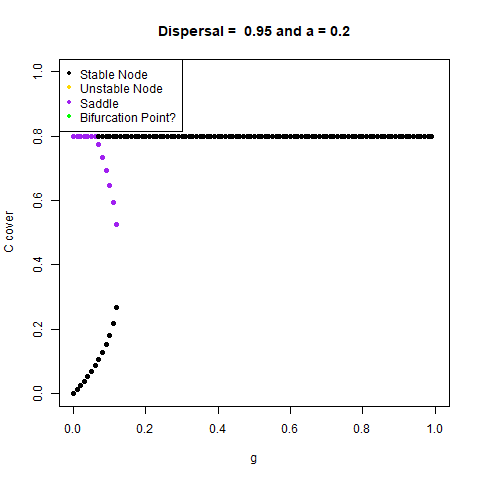 Dispersal =  0.95 and a = 0.2
Stable Node
Unstable Node
Saddle
Bifurcation Point?
C cover
1.0
0.8
0.6
0.4
0.2
0.0
0.0 0.2 0.4 0.6 0.8 1.0
g